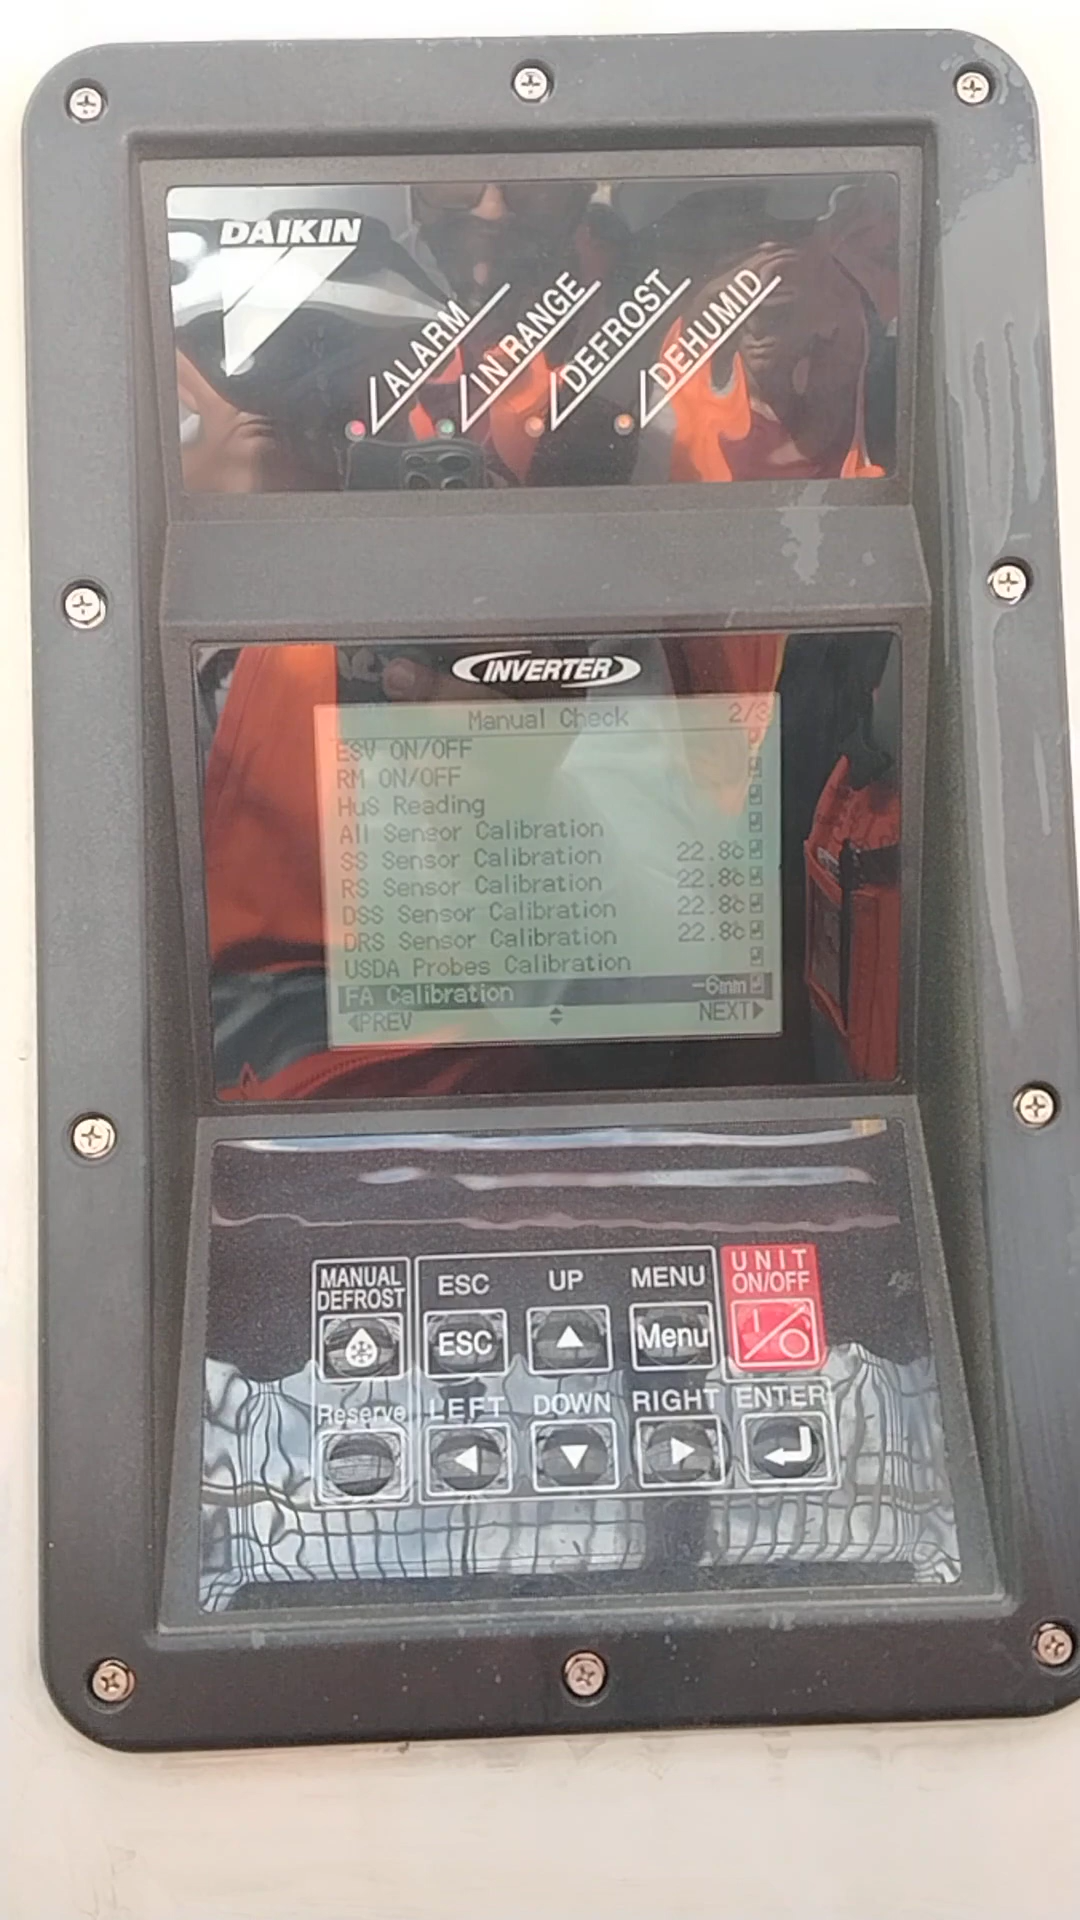 DAIKIN
ALARM
IN RANGE
DEFROST
DEHUMID
INVERTER
Manual Check 2/3
ESV ON/OFF
RM ON/OFF
HuS Reading
All Sensor Calibration
SS Sensor Calibration 22.8c
RS Sensor Calibration 22.8c
DSS Sensor Calibration 22.8c
DRS Sensor Calibration 22.8c
USDA Probes Calibration
FA Calibration -6mm
PREV NEXT
MANUAL DEFROST
ESC
UP
MENU
UNIT ON/OFF
ESC
Menu
Reserve
LEFT
DOWN
RIGHT
ENTER